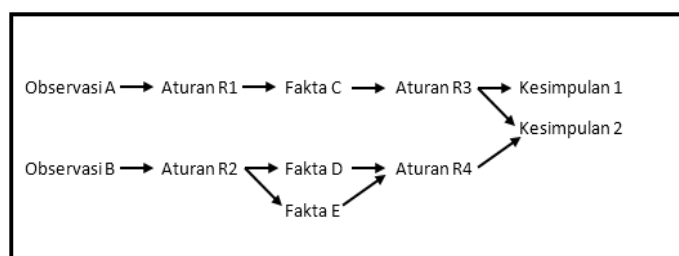 Observasi A Aturan R1 Fakta C Aturan R3 Kesimpulan 1
Kesimpulan 2
Observasi B Aturan R2 Fakta D Aturan R4
Fakta E